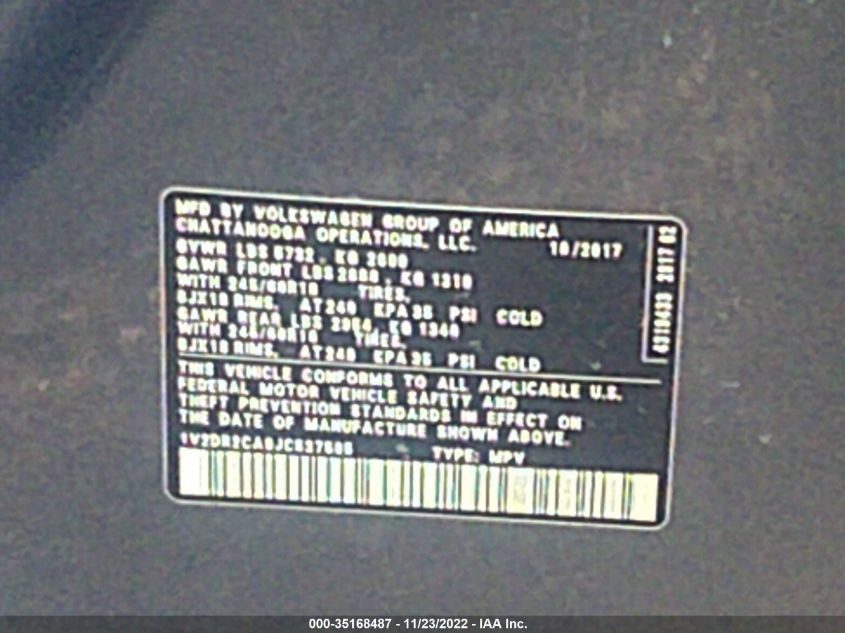 MFD BY VOLKSWAGEN GROUP OF AMERICA
CHATTANOOGA OPERATIONS, LLC. 10/2017
GVWR LBS 5732, KG 2600
GAWR FRONT LBS 2888, KG 1310
WITH 245/60R18 TIRES,
8JX18 RIMS, AT 240 KPA 35 PSI COLD
GAWR REAR LBS 2954, KG 1340
WITH 245/60R18 TIRES,
8JX18 RIMS, AT 240 KPA 35 PSI COLD
THIS VEHICLE CONFORMS TO ALL APPLICABLE U.S.
FEDERAL MOTOR VEHICLE SAFETY AND
THEFT PREVENTION STANDARDS IN EFFECT ON
THE DATE OF MANUFACTURE SHOWN ABOVE.
TYPE: MPV
000-35168487 - 11/23/2022 - IAA Inc.